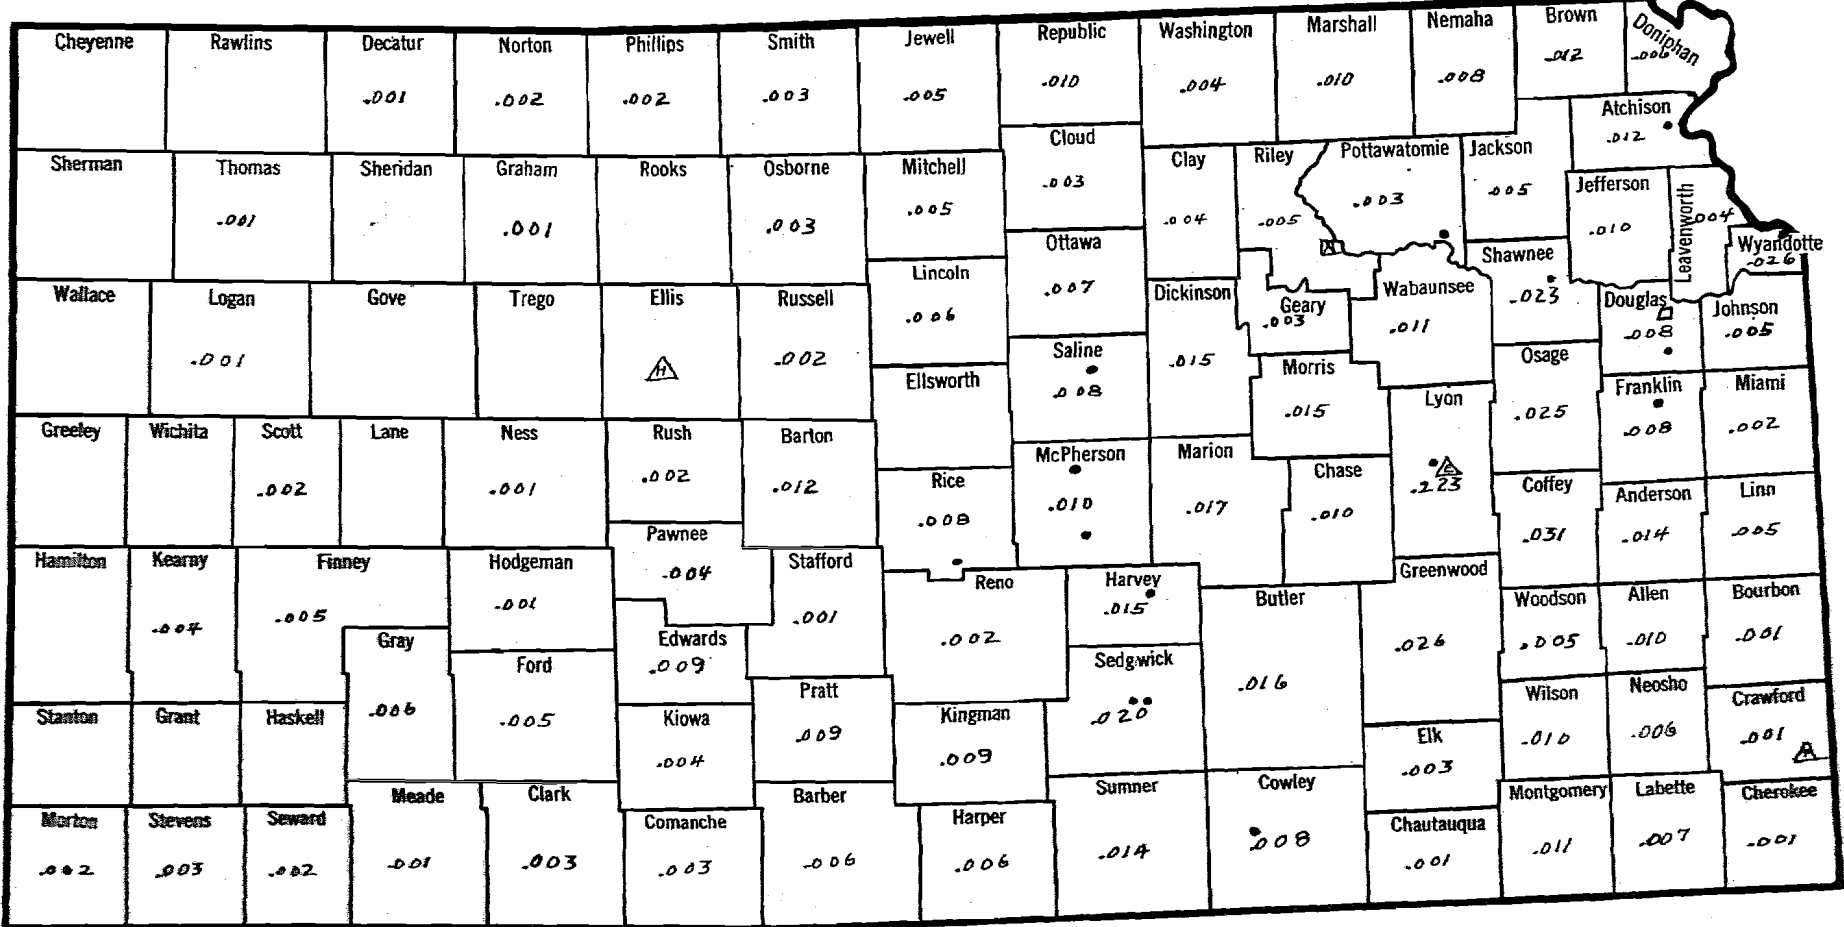 Cheyenne
Rawlins
Decatur
.001
Norton
.002
Phillips
.002
Smith
.003
Jewell
.005
Republic
.010
Washington
.004
Marshall
.010
Nemaha
.008
Brown
.012
Doniphan
.006
Atchison
.012
Sherman
Thomas
.001
Sheridan
Graham
.001
Rooks
Osborne
.003
Mitchell
.005
Cloud
.003
Clay
.004
Riley
.005
Pottawatomie
.003
Jackson
.005
Jefferson
.010
Leavenworth
.004
Wyandotte
.026
Wallace
Logan
.001
Gove
Trego
Ellis
H
Russell
.002
Lincoln
.006
Ottawa
.007
Dickinson
.015
Geary
.003
Wabaunsee
.011
Shawnee
.023
Douglas
.008
Johnson
.005
Ellsworth
Saline
.008
Morris
.015
Lyon
E
.223
Osage
.025
Franklin
.008
Miami
.002
Greeley
Wichita
Scott
.002
Lane
Ness
.001
Rush
.002
Barton
.012
Rice
.008
McPherson
.010
Marion
.017
Chase
.010
Coffey
.031
Anderson
.014
Linn
.005
Hamilton
Kearny
.004
Finney
.005
Hodgeman
.001
Pawnee
.004
Stafford
.001
Reno
.002
Harvey
.015
Butler
.016
Greenwood
.026
Woodson
.005
Allen
.010
Bourbon
.001
Gray
.006
Ford
.005
Edwards
.009
Sedgwick
.020
Stanton
Grant
Haskell
Kiowa
.004
Pratt
.009
Kingman
.009
Elk
.003
Wilson
.010
Neosho
.006
Crawford
.001
Morton
.002
Stevens
.003
Seward
.002
Meade
.001
Clark
.003
Comanche
.003
Barber
.006
Harper
.006
Sumner
.014
Cowley
.008
Chautauqua
.001
Montgomery
.011
Labette
.007
Cherokee
.001